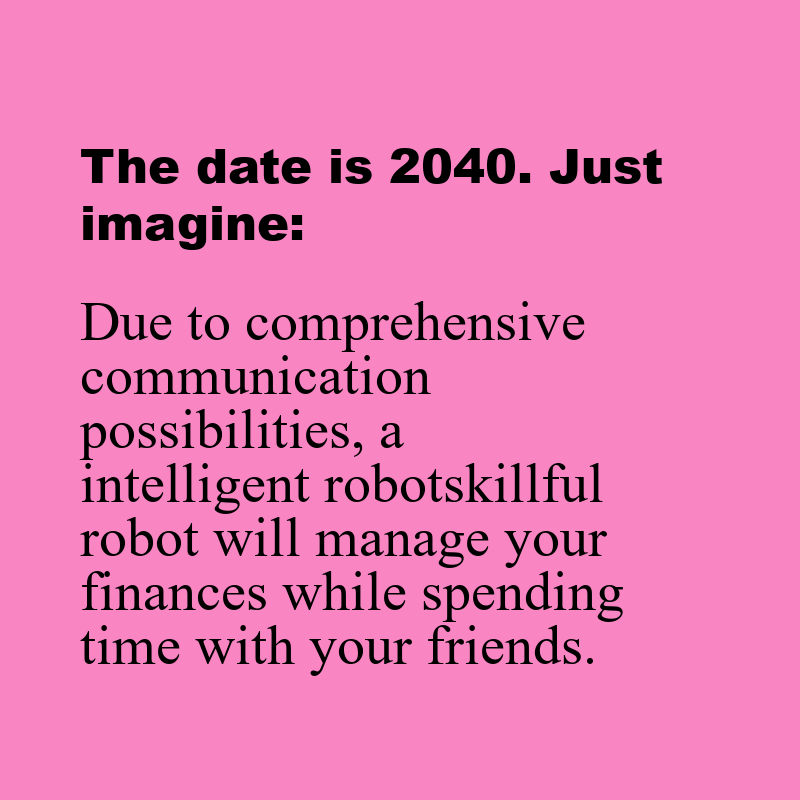 The date is 2040. Just
imagine:
Due to comprehensive
communication
possibilities, a
intelligent robotskillful
robot will manage your
finances while spending
time with your friends.